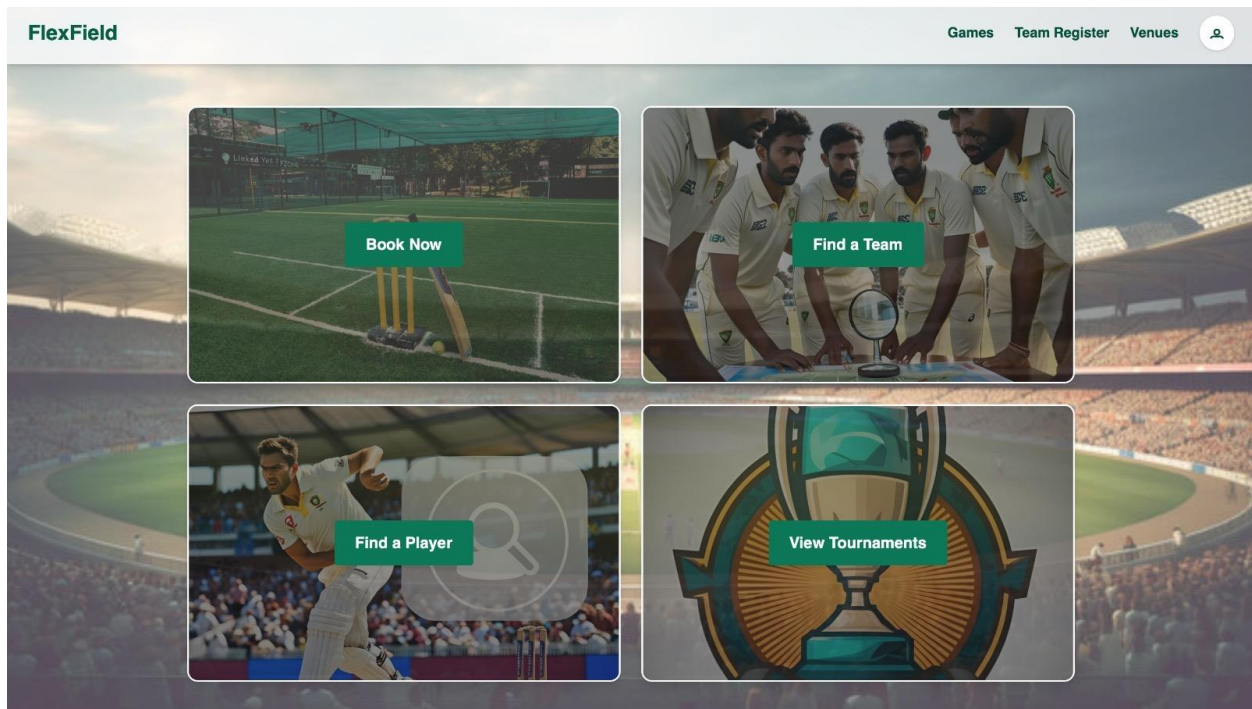 FlexField
Games
Team Register
Venues
Book Now
Find a Team
Find a Player
View Tournaments